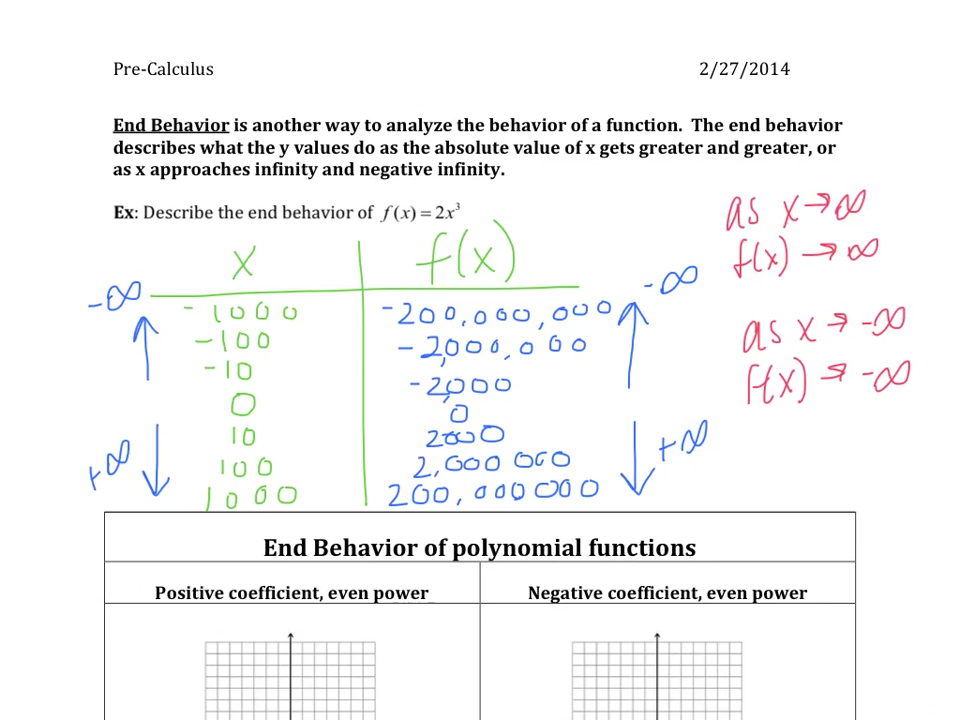 Pre-Calculus 2/27/2014
End Behavior is another way to analyze the behavior of a function. The end behavior
describes what the y values do as the absolute value of x gets greater and greater, or
as x approaches infinity and negative infinity.
Ex: Describe the end behavior of f(x) = 2x³
as x → ∞
f(x) → ∞
x f(x)
-∞ -∞
-1000 -200,000,000
-100 -2,000,000
as x → -∞
-10 -2,000
f(x) → -∞
0 0
10 2000
+∞ +∞
100 2,000 000
1000 200,000000
End Behavior of polynomial functions
Positive coefficient, even power Negative coefficient, even power